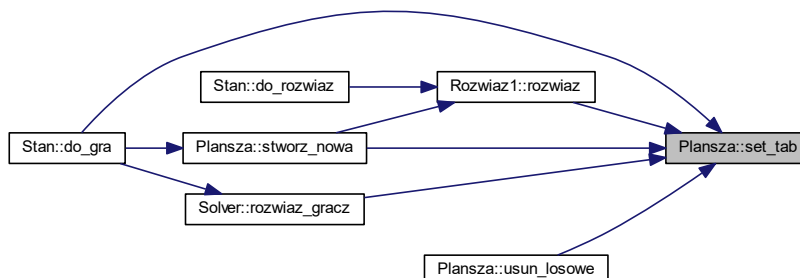 Stan::do_rozwiaz
Rozwiaz1::rozwiaz
Stan::do_gra
Plansza::stworz_nowa
Plansza::set_tab
Solver::rozwiaz_gracz
Plansza::usun_losowe